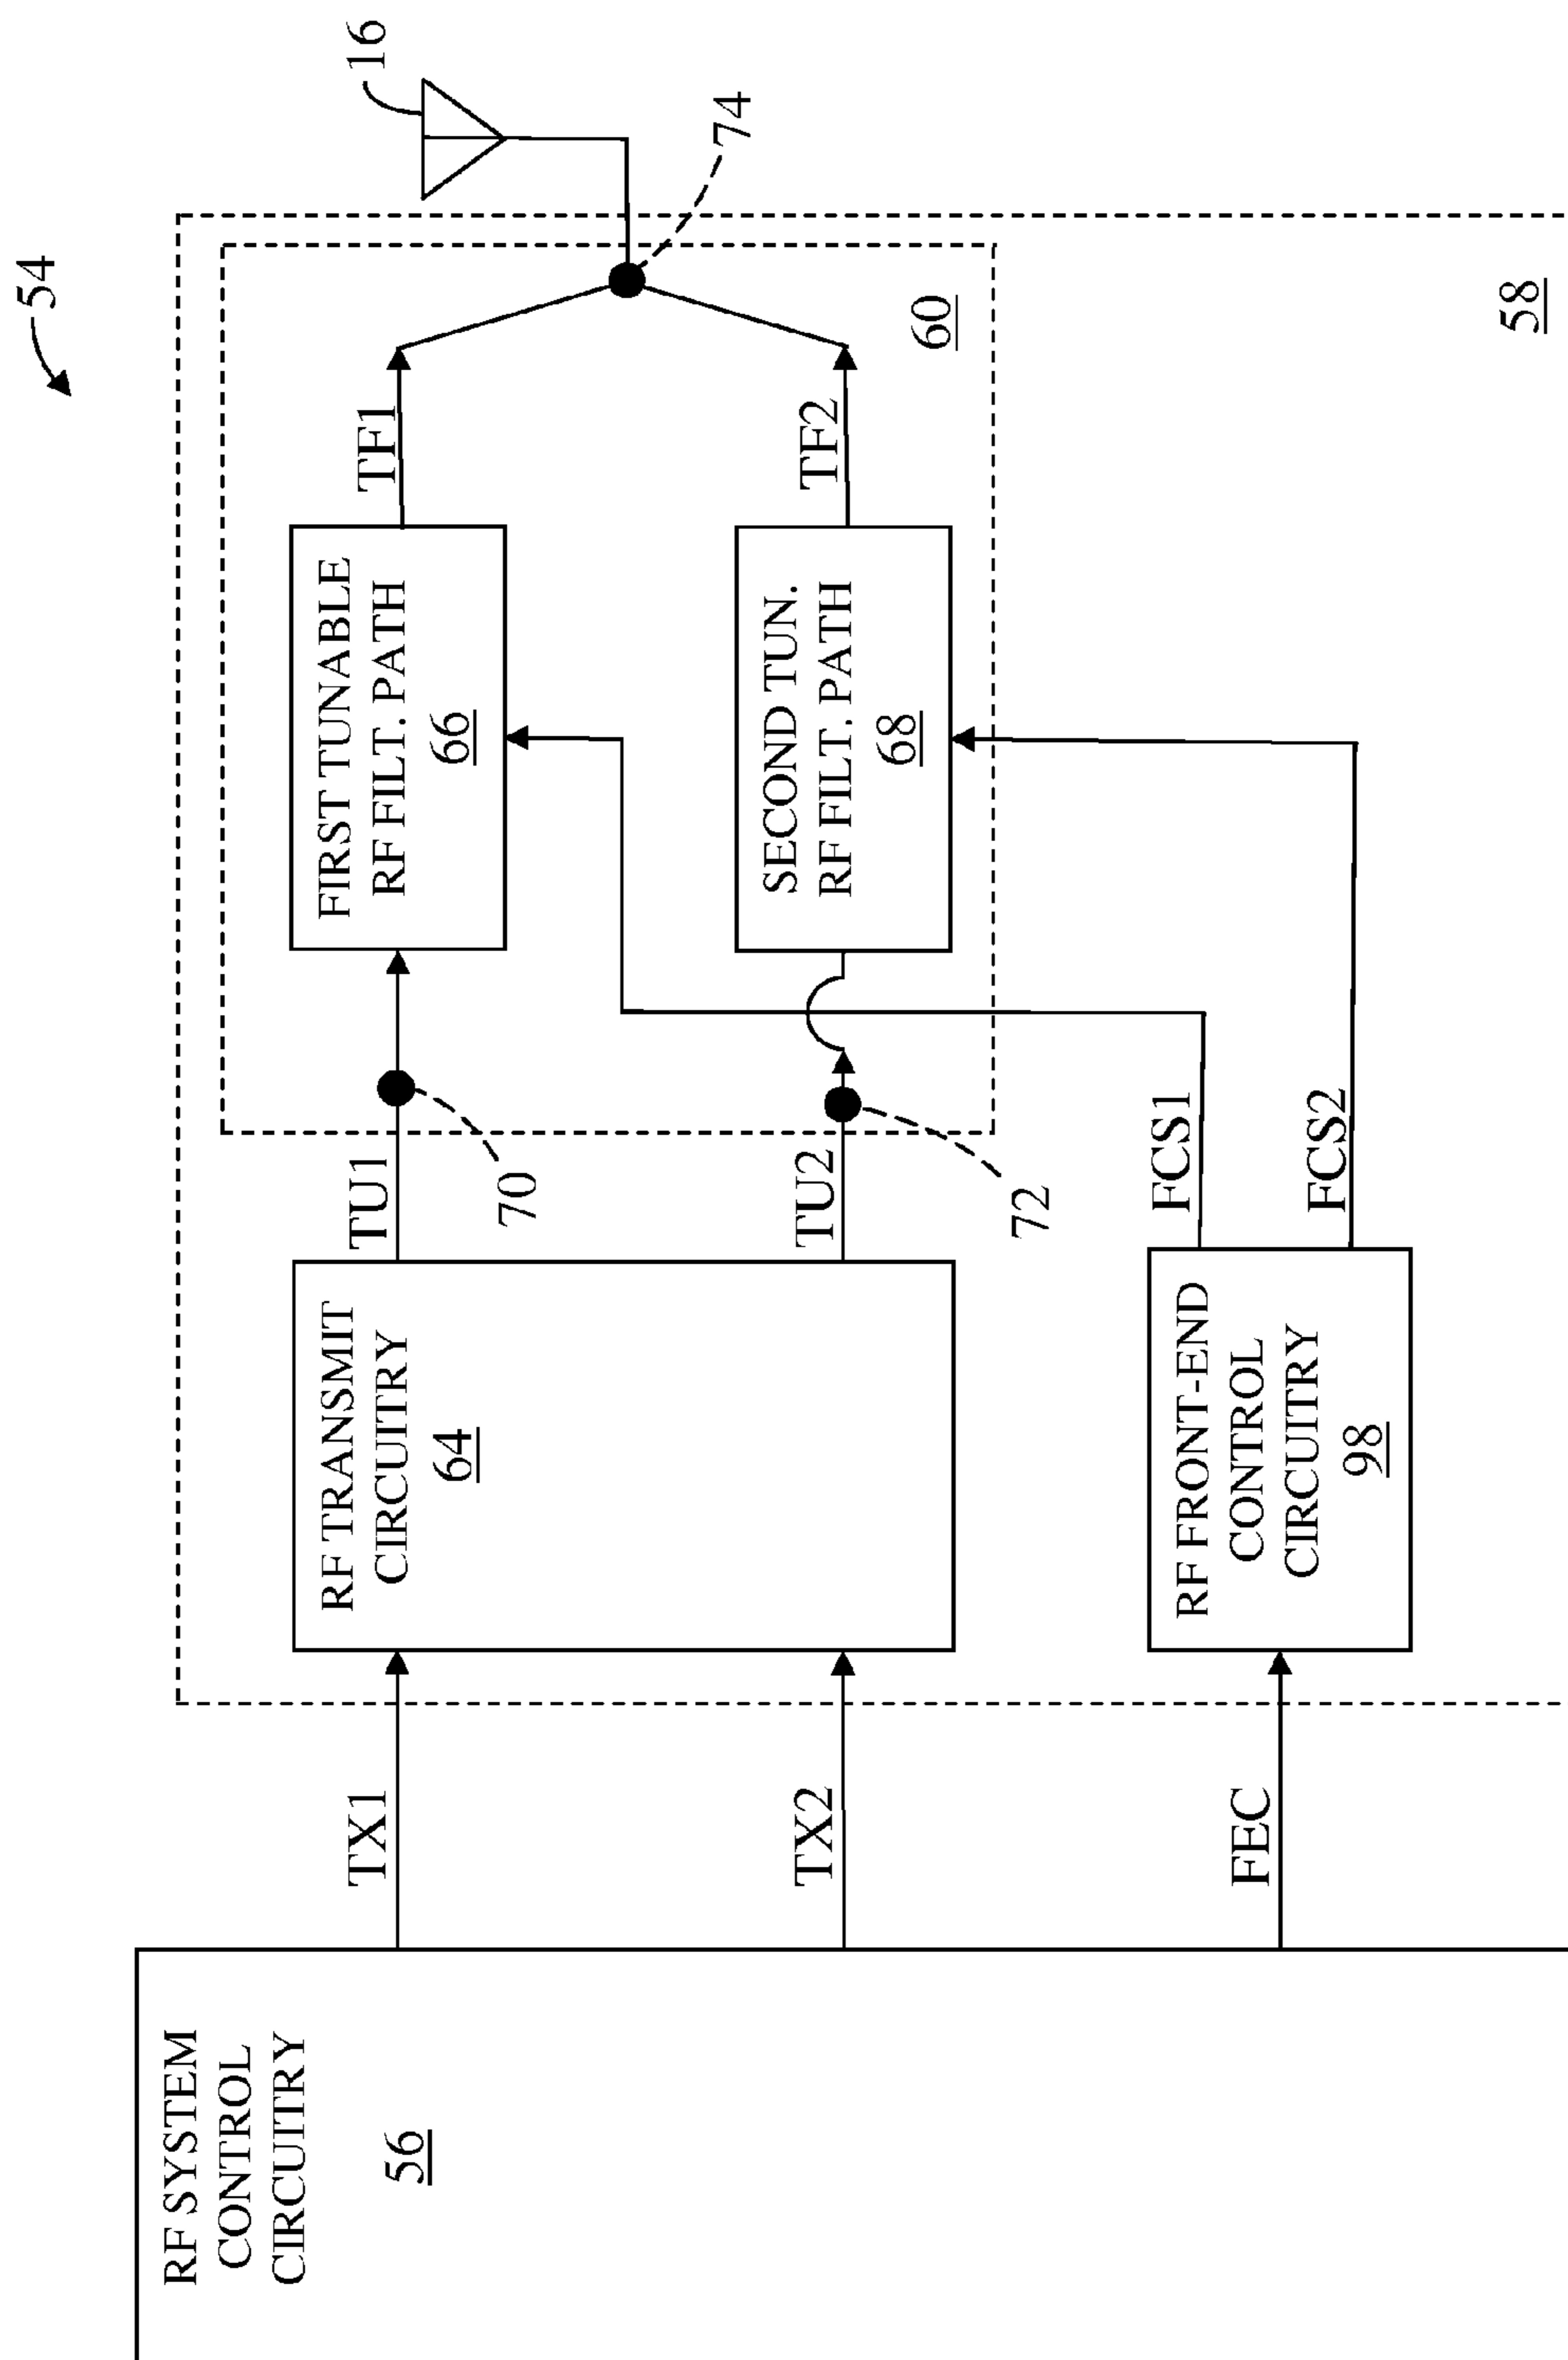 54
RF SYSTEM
CONTROL
CIRCUITRY
56
TX1
TX2
FEC
RF TRANSMIT
CIRCUITRY
64
TU1
70
TU2
72
RF FRONT-END
CONTROL
CIRCUITRY
98
FCS1
FCS2
FIRST TUNABLE
RF FILT. PATH
66
SECOND TUN.
RF FILT. PATH
68
TF1
TF2
60
74
16
58